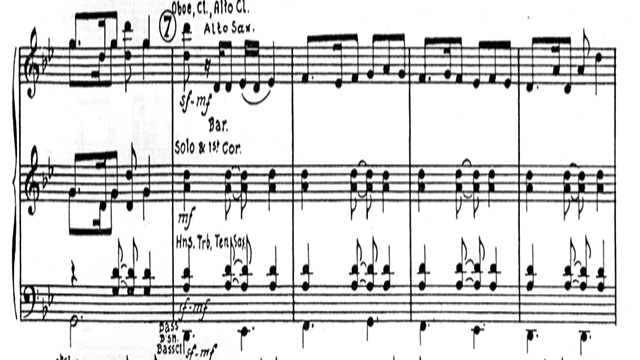 Oboe, Cl., Alto Cl.
7
Alto Sax.
sf-mf
Bar.
Solo & 1st Cor.
mf
Hns, Trb, Ten. Sax.
sf-mf
Bass
Bsn.
Bass Cl.
sf-mf